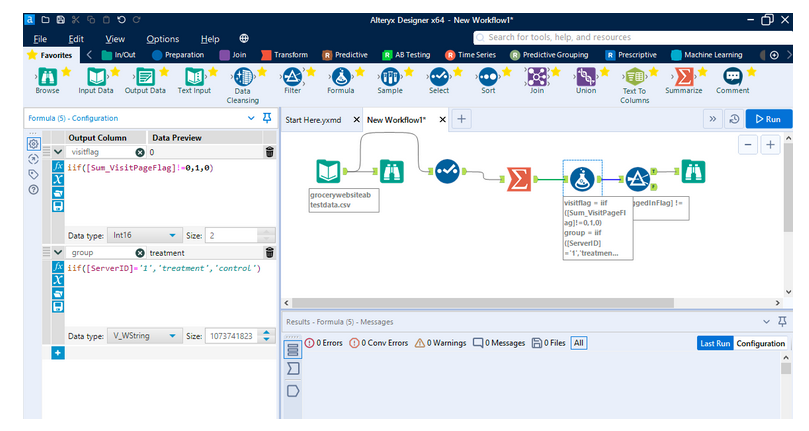 Alteryx Designer x64 - New Workflow1*
File Edit View Options Help
Search for tools, help, and resources
Favorites In/Out Preparation Join Transform Predictive AB Testing Time Series Predictive Grouping Prescriptive Machine Learning
Browse Input Data Output Data Text Input Data Cleansing Filter Formula Sample Select Sort Join Union Text To Columns Summarize Comment
Formula (5) - Configuration
Output Column Data Preview
visitflag 0
iif([Sum_VisitPageFlag]!=0,1,0)
Data type: Int16 Size: 2
group treatment
iif([ServerID]='1','treatment','control')
Data type: V_WString Size: 1073741823
Start Here.yxmd New Workflow1*
Run
grocerywebsiteab
testdata.csv
visitflag = iif
([Sum_VisitPageFl
ag]!=0,1,0)
group = iif
([ServerID]
='1','treatmen...
ggedInFlag] !=
T
F
Results - Formula (5) - Messages
0 Errors 0 Conv Errors 0 Warnings 0 Messages 0 Files All
Last Run Configuration